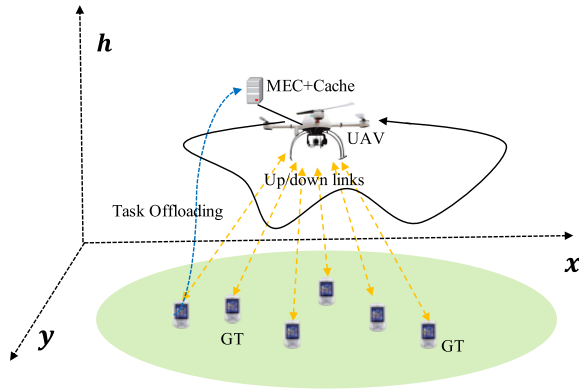 h
MEC+Cache
UAV
Up/down links
Task Offloading
x
y
GT
GT